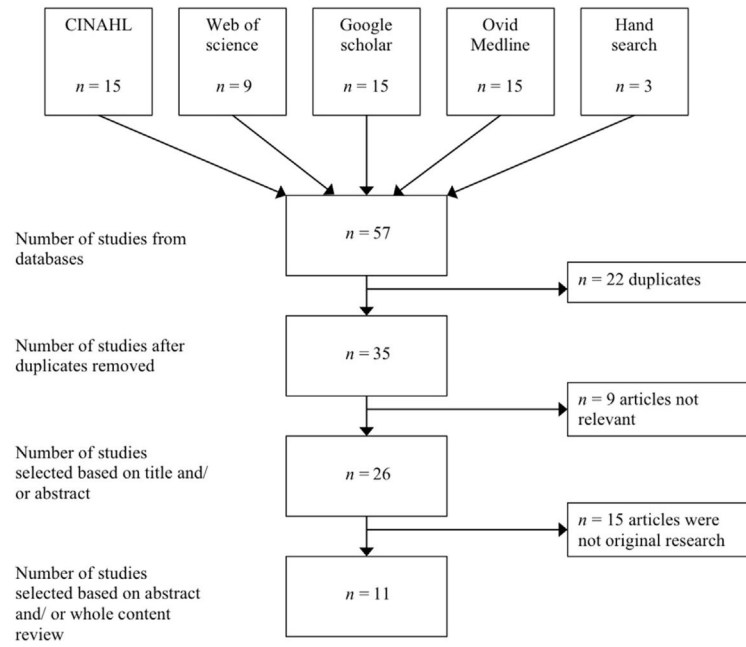 CINAHL
n = 15
Web of
science
n = 9
Google
scholar
n = 15
Ovid
Medline
n = 15
Hand
search
n = 3
Number of studies from
databases
n = 57
n = 22 duplicates
Number of studies after
duplicates removed
n = 35
n = 9 articles not
relevant
Number of studies
selected based on title and/
or abstract
n = 26
n = 15 articles were
not original research
Number of studies
selected based on abstract
and/ or whole content
review
n = 11